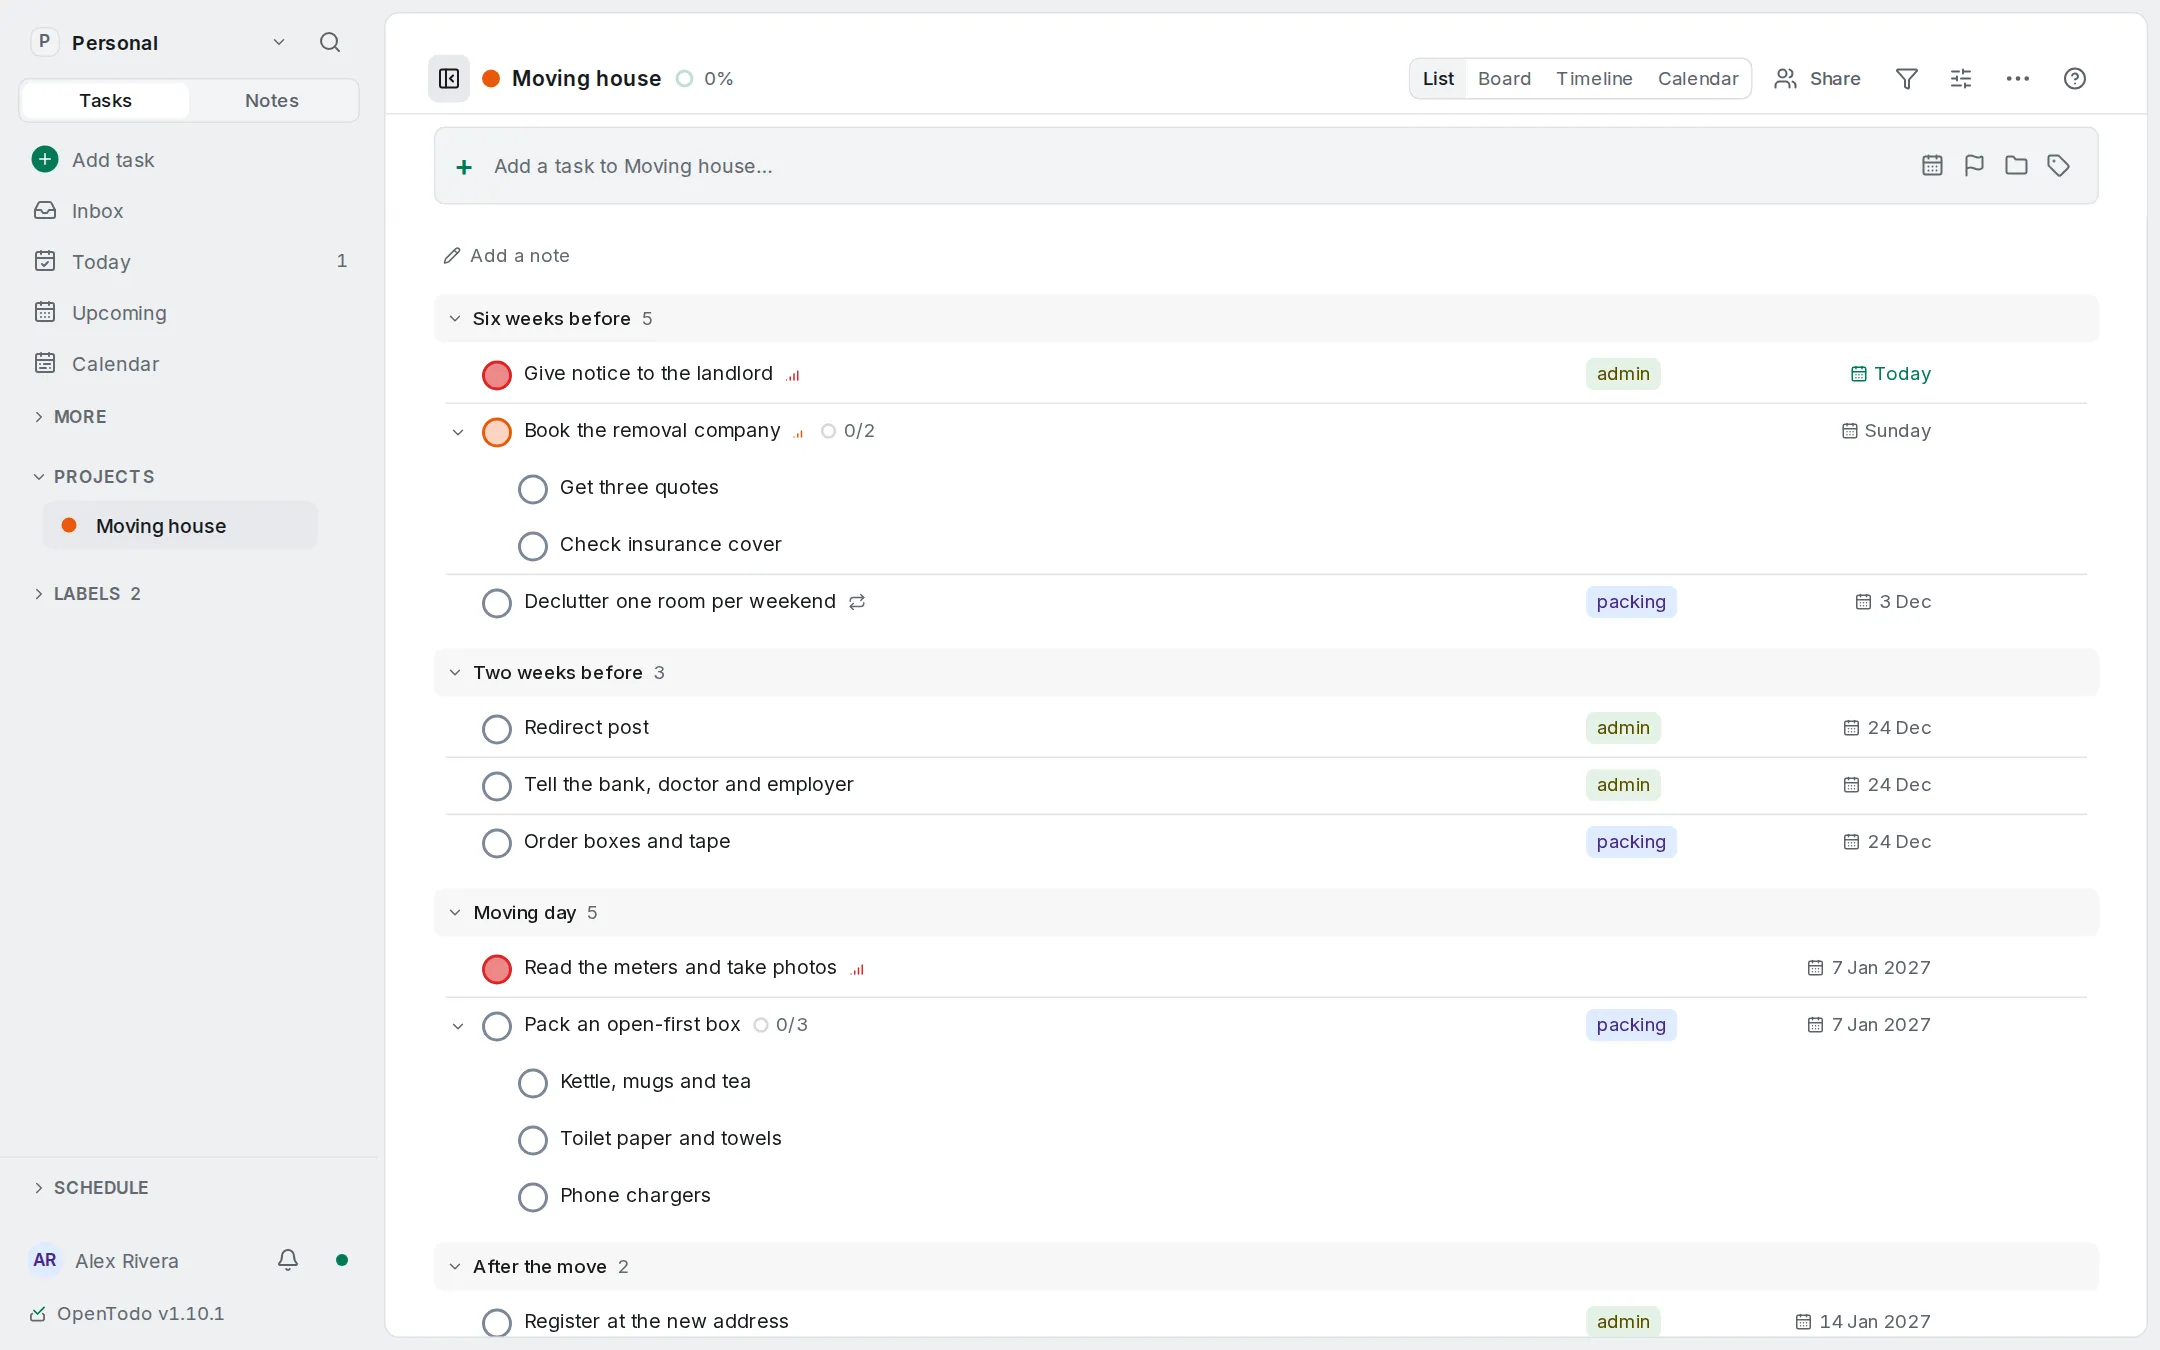 P Personal
Tasks Notes
Add task
Inbox
Today 1
Upcoming
Calendar
MORE
PROJECTS
Moving house
LABELS 2
SCHEDULE
AR Alex Rivera
OpenTodo v1.10.1
Moving house 0%
List Board Timeline Calendar Share
Add a task to Moving house...
Add a note
Six weeks before 5
Give notice to the landlord admin Today
Book the removal company 0/2 Sunday
Get three quotes
Check insurance cover
Declutter one room per weekend packing 3 Dec
Two weeks before 3
Redirect post admin 24 Dec
Tell the bank, doctor and employer admin 24 Dec
Order boxes and tape packing 24 Dec
Moving day 5
Read the meters and take photos 7 Jan 2027
Pack an open-first box 0/3 packing 7 Jan 2027
Kettle, mugs and tea
Toilet paper and towels
Phone chargers
After the move 2
Register at the new address admin 14 Jan 2027